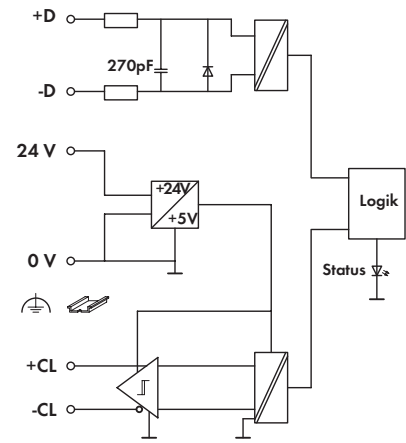 +D
270pF
-D
24 V
+24V
+5V
Logik
0 V
Status
+CL
-CL